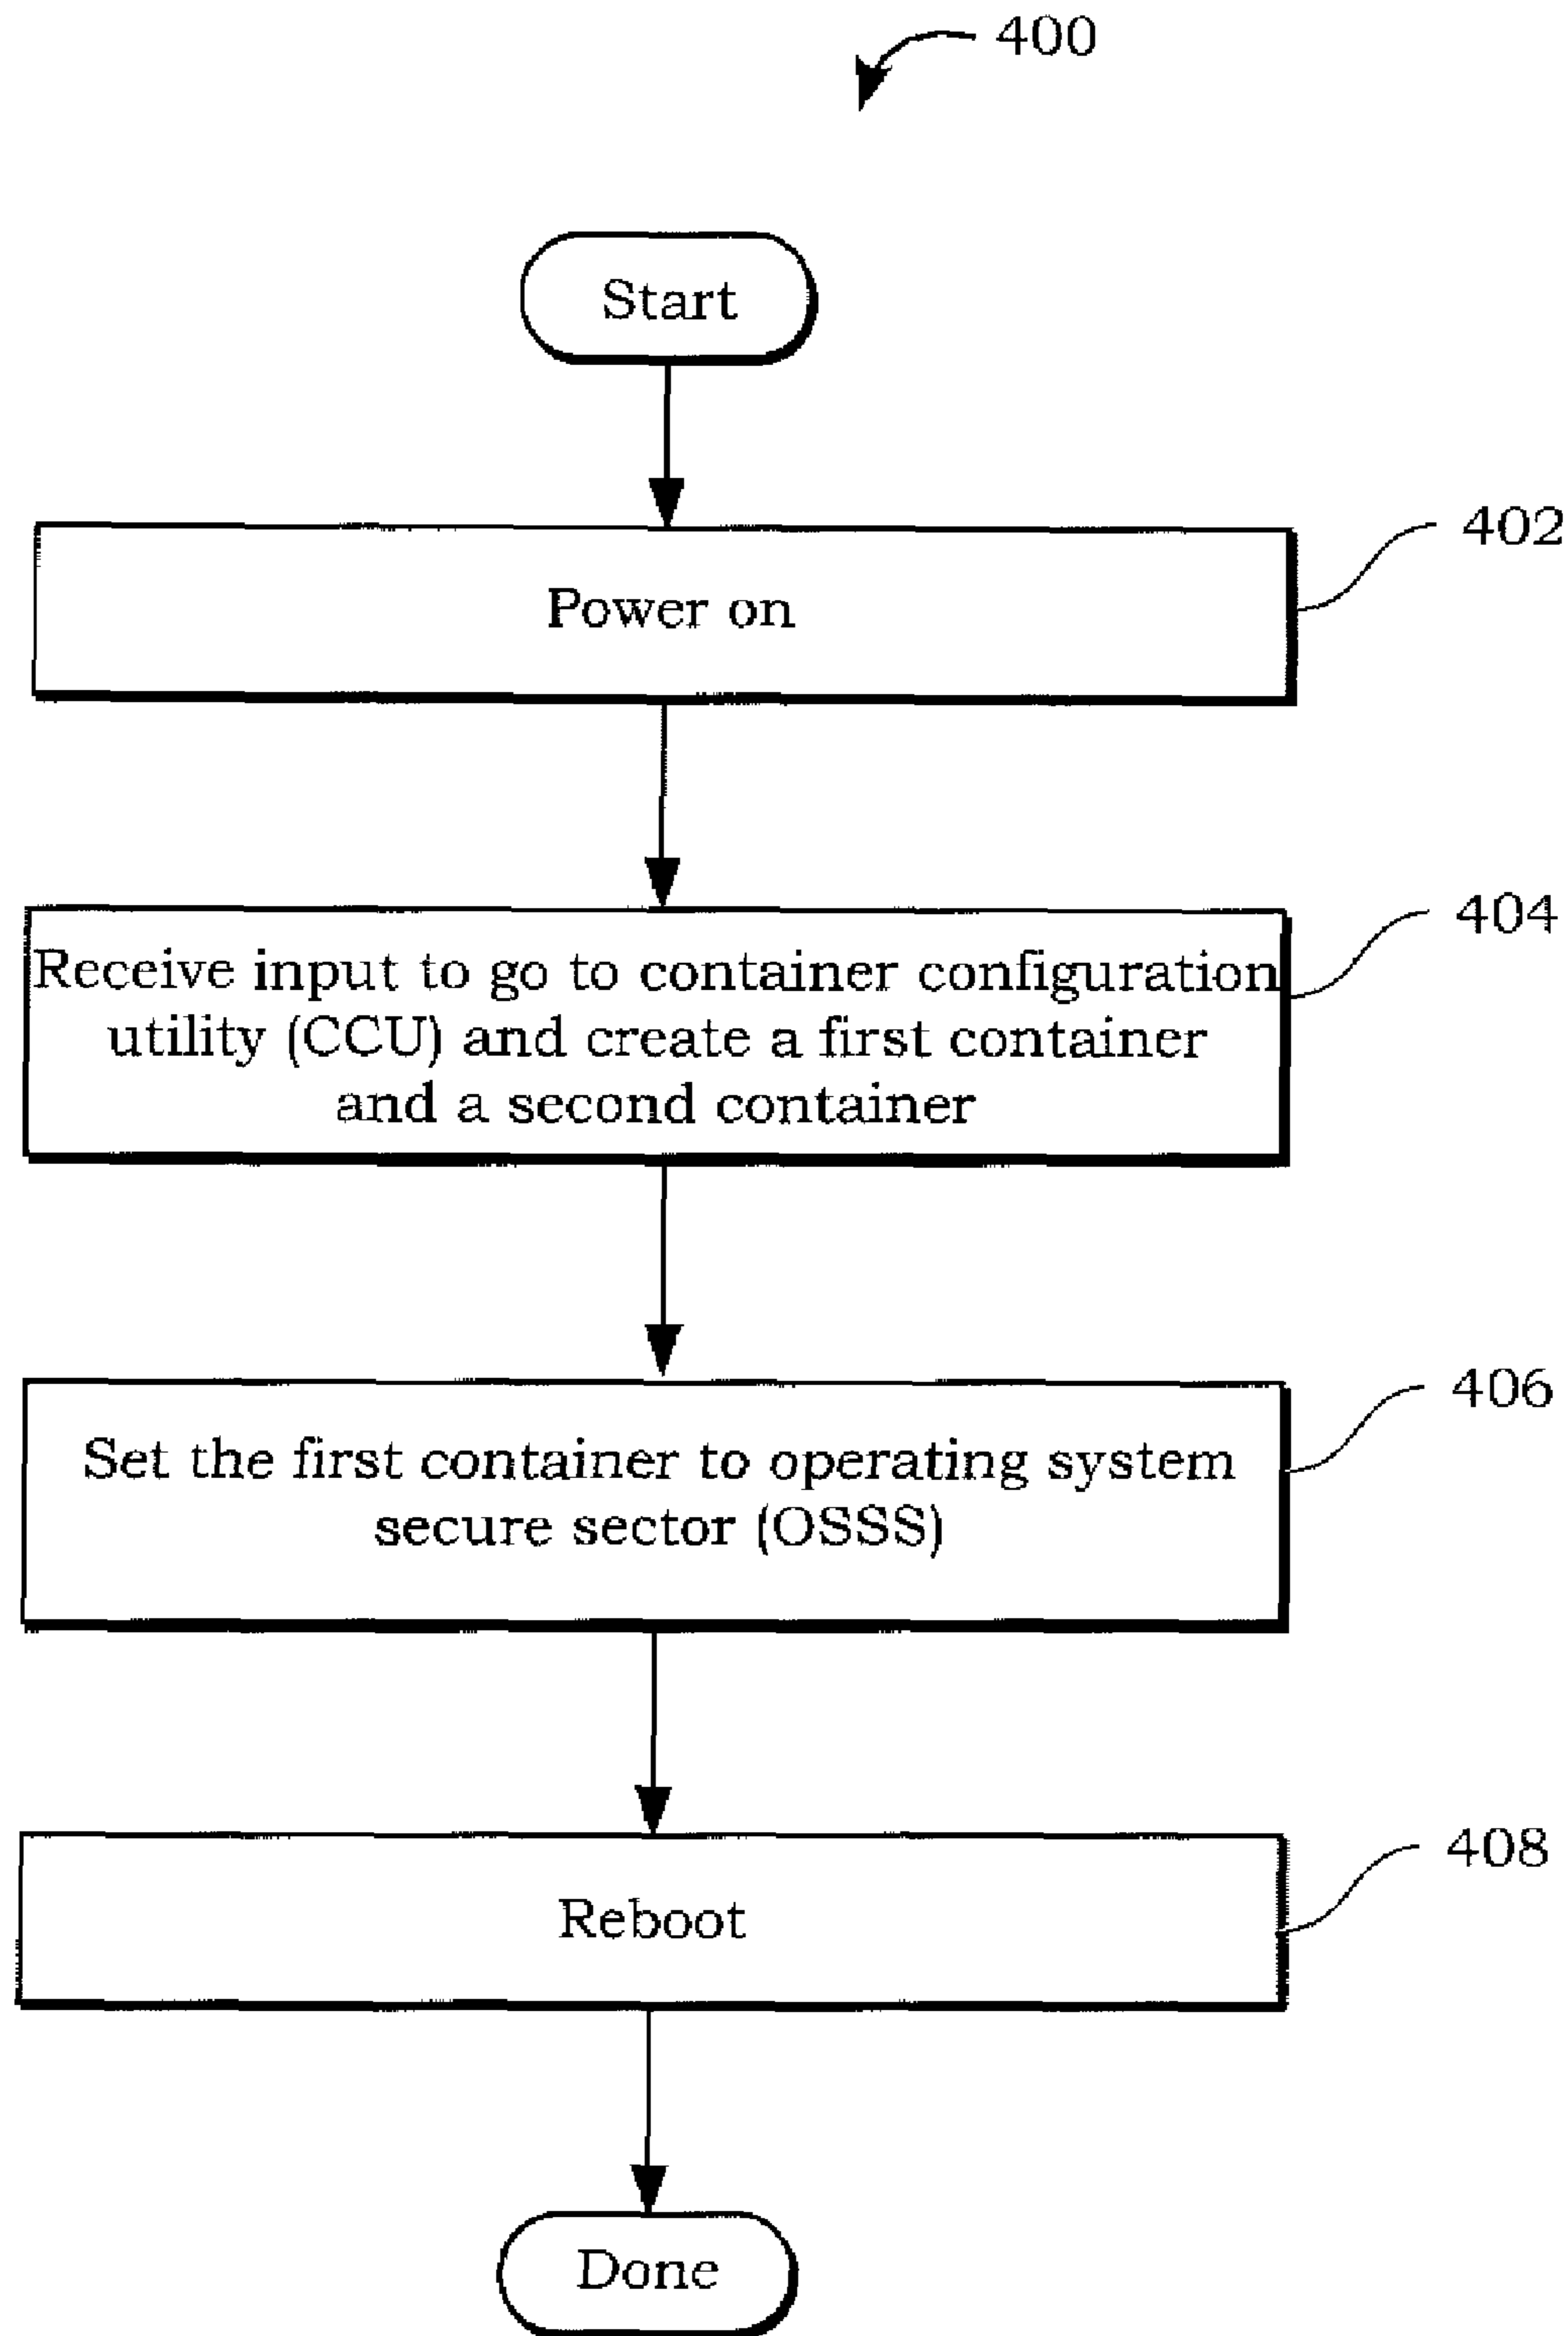 400
Start
402
Power on
404
Receive input to go to container configuration
utility (CCU) and create a first container
and a second container
406
Set the first container to operating system
secure sector (OSSS)
408
Reboot
Done